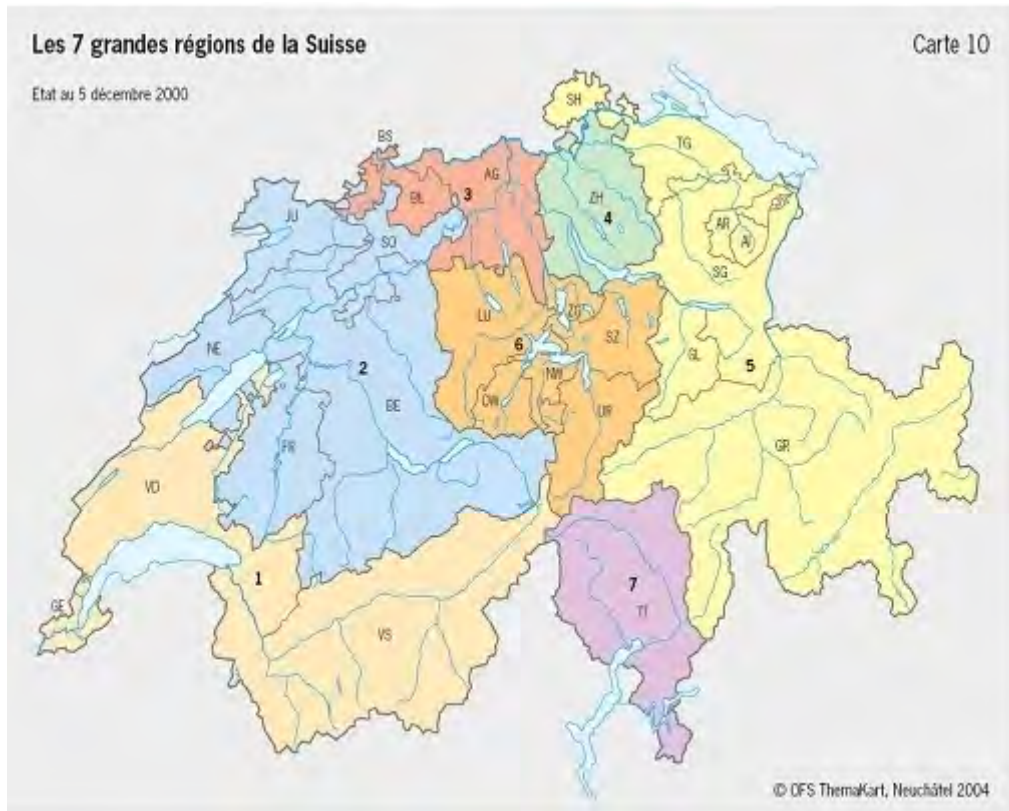 Les 7 grandes régions de la Suisse
Carte 10
Etat au 5 décembre 2000
SH
BS
TG
AG
BL
3
ZH
4
JU
AR
AI
SO
SG
LU
ZG
SZ
NE
6
GL
5
2
NW
OW
UR
BE
FR
GR
VD
1
7
TI
GE
VS
© OFS ThemaKart, Neuchâtel 2004